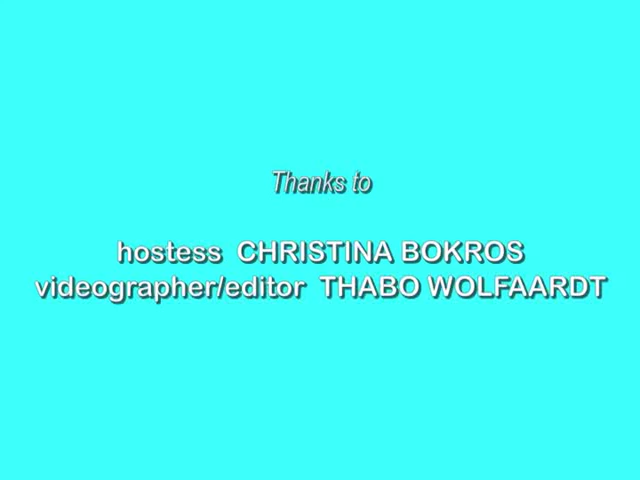 Thanks to
hostess CHRISTINA BOKROS
videographer/editor THABO WOLFAARDT